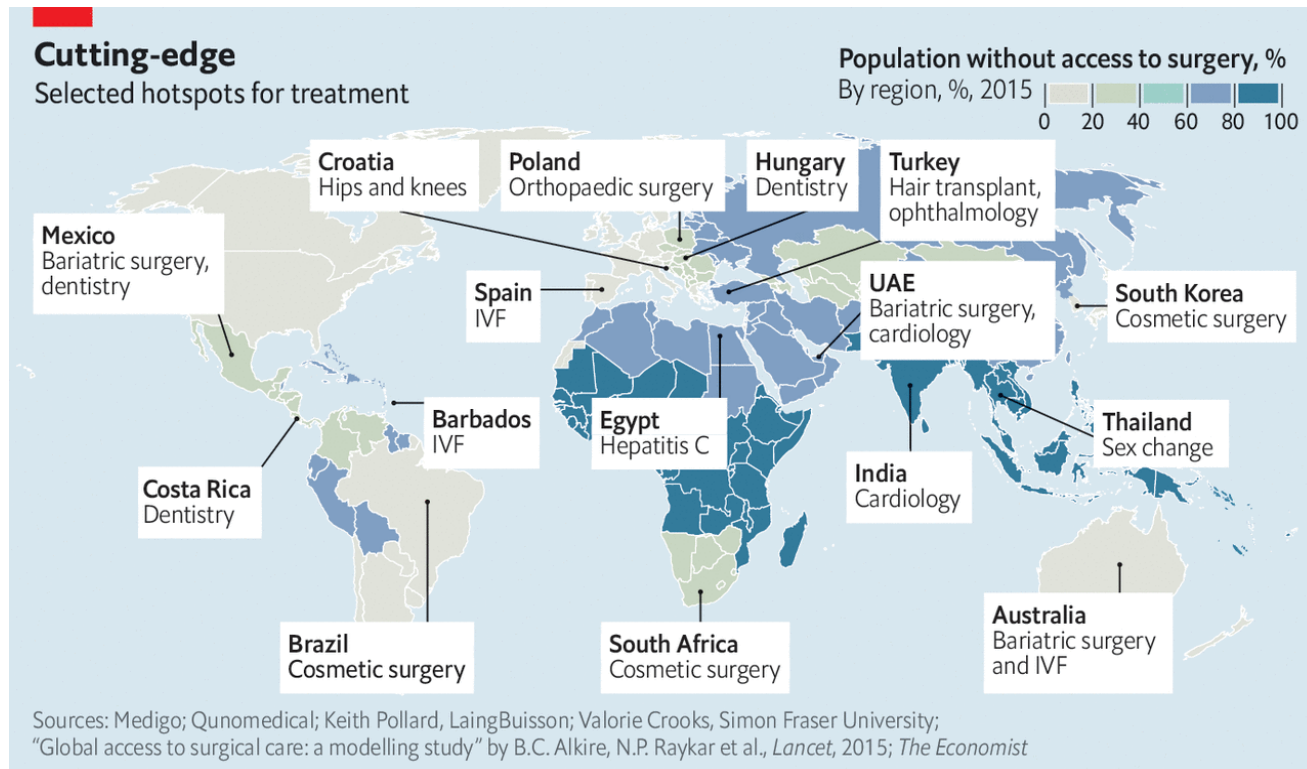 Cutting-edge
Selected hotspots for treatment
Population without access to surgery, %
By region, %, 2015
0 20 40 60 80 100
Croatia
Hips and knees
Poland
Orthopaedic surgery
Hungary
Dentistry
Turkey
Hair transplant,
ophthalmology
Mexico
Bariatric surgery,
dentistry
Spain
IVF
UAE
Bariatric surgery,
cardiology
South Korea
Cosmetic surgery
Barbados
IVF
Egypt
Hepatitis C
Thailand
Sex change
Costa Rica
Dentistry
India
Cardiology
Brazil
Cosmetic surgery
South Africa
Cosmetic surgery
Australia
Bariatric surgery
and IVF
Sources: Medigo; Qunomedical; Keith Pollard, LaingBuisson; Valorie Crooks, Simon Fraser University;
“Global access to surgical care: a modelling study” by B.C. Alkire, N.P. Raykar et al., Lancet, 2015; The Economist